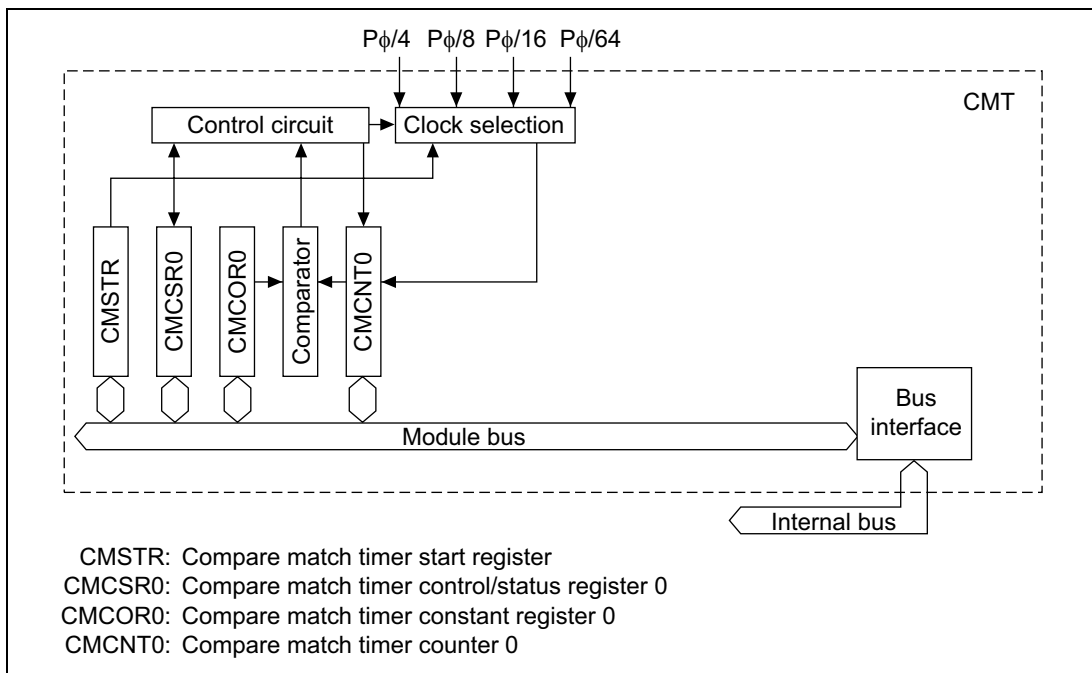 Pϕ/4 Pϕ/8 Pϕ/16 Pϕ/64
CMT
Control circuit
Clock selection
CMSTR
CMCSR0
CMCOR0
Comparator
CMCNT0
Bus
interface
Module bus
Internal bus
CMSTR: Compare match timer start register
CMCSR0: Compare match timer control/status register 0
CMCOR0: Compare match timer constant register 0
CMCNT0: Compare match timer counter 0